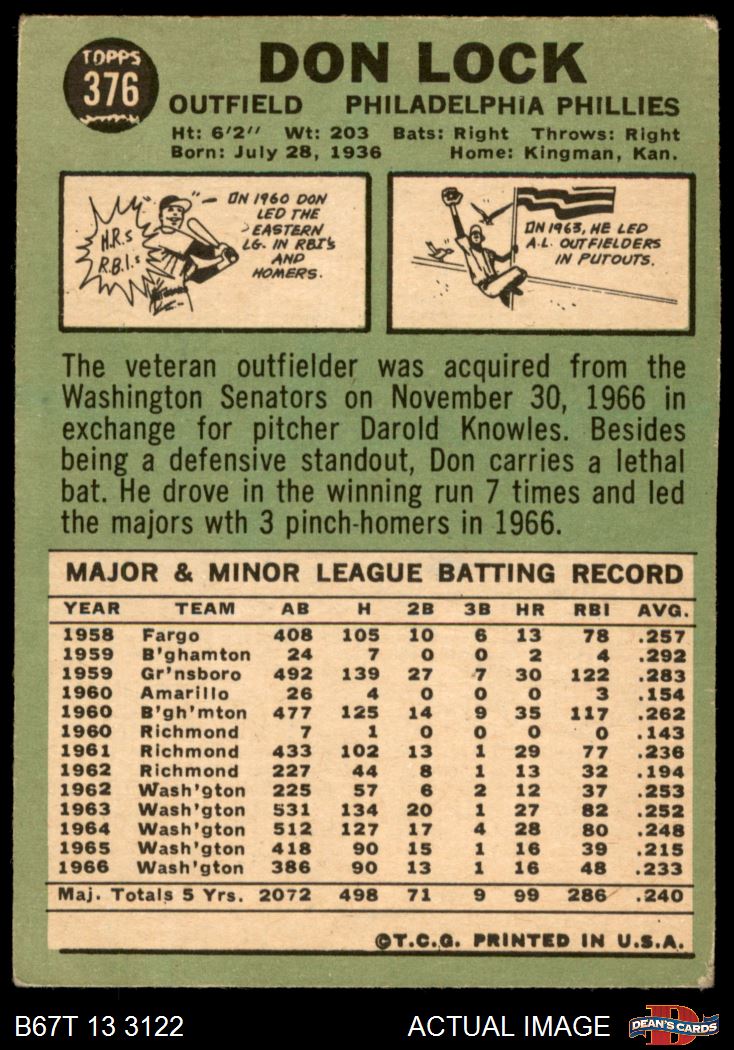 TOPPS
376
DON LOCK
OUTFIELD PHILADELPHIA PHILLIES
Ht: 6'2" Wt: 203 Bats: Right Throws: Right
Born: July 28, 1936 Home: Kingman, Kan.
H.R.s
R.B.I.s
IN 1960 DON
LED THE
EASTERN
LG. IN RBI's
AND
HOMERS.
IN 1963, HE LED
A.L. OUTFIELDERS
IN PUTOUTS.
The veteran outfielder was acquired from the
Washington Senators on November 30, 1966 in
exchange for pitcher Darold Knowles. Besides
being a defensive standout, Don carries a lethal
bat. He drove in the winning run 7 times and led
the majors wth 3 pinch-homers in 1966.
MAJOR & MINOR LEAGUE BATTING RECORD
YEAR TEAM AB H 2B 3B HR RBI AVG.
1958 Fargo 408 105 10 6 13 78 .257
1959 B'ghamton 24 7 0 0 2 4 .292
1959 Gr'nsboro 492 139 27 7 30 122 .283
1960 Amarillo 26 4 0 0 0 3 .154
1960 B'gh'mton 477 125 14 9 35 117 .262
1960 Richmond 7 1 0 0 0 0 .143
1961 Richmond 433 102 13 1 29 77 .236
1962 Richmond 227 44 8 1 13 32 .194
1962 Wash'gton 225 57 6 2 12 37 .253
1963 Wash'gton 531 134 20 1 27 82 .252
1964 Wash'gton 512 127 17 4 28 80 .248
1965 Wash'gton 418 90 15 1 16 39 .215
1966 Wash'gton 386 90 13 1 16 48 .233
Maj. Totals 5 Yrs. 2072 498 71 9 99 286 .240
©T.C.G. PRINTED IN U.S.A.
B67T 13 3122 ACTUAL IMAGE
DEAN'S CARDS